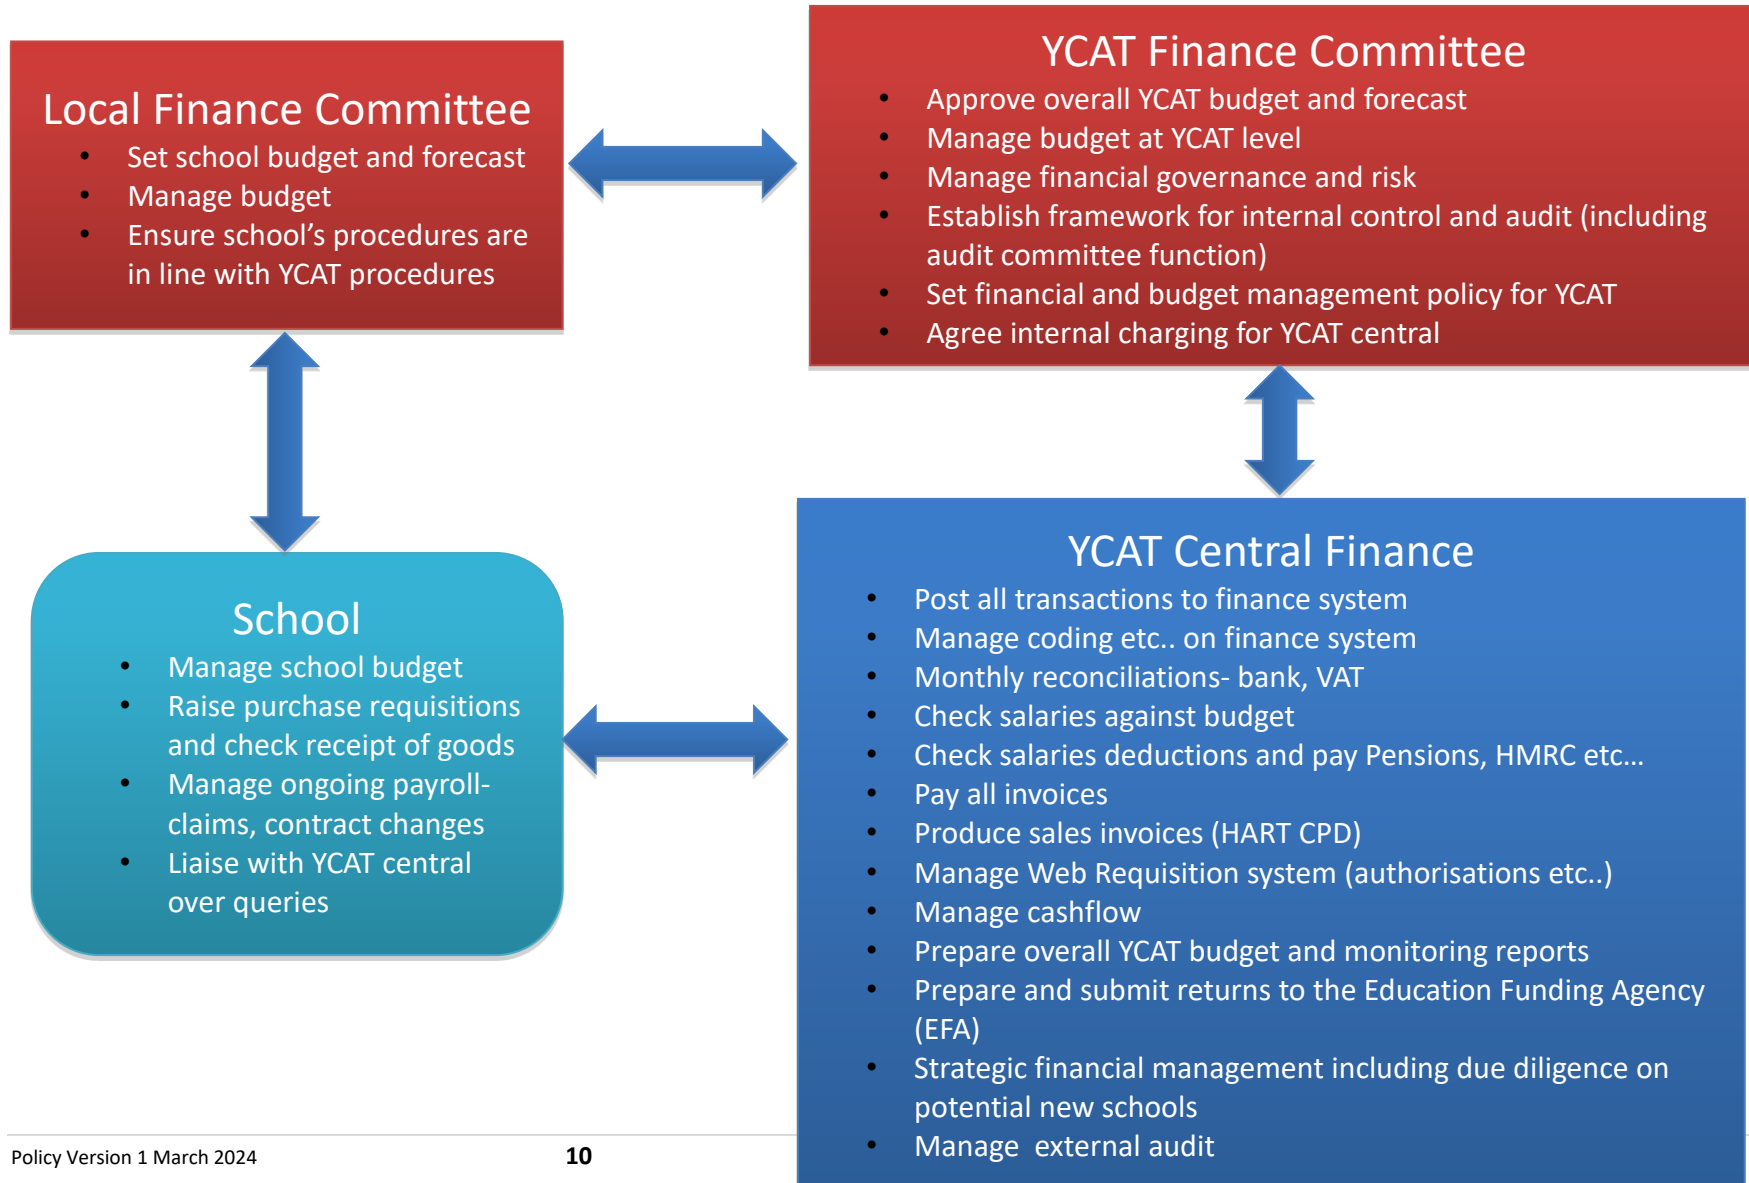 Local Finance Committee
• Set school budget and forecast
• Manage budget
• Ensure school’s procedures are
in line with YCAT procedures
YCAT Finance Committee
• Approve overall YCAT budget and forecast
• Manage budget at YCAT level
• Manage financial governance and risk
• Establish framework for internal control and audit (including
audit committee function)
• Set financial and budget management policy for YCAT
• Agree internal charging for YCAT central
School
• Manage school budget
• Raise purchase requisitions
and check receipt of goods
• Manage ongoing payroll-
claims, contract changes
• Liaise with YCAT central
over queries
YCAT Central Finance
• Post all transactions to finance system
• Manage coding etc.. on finance system
• Monthly reconciliations- bank, VAT
• Check salaries against budget
• Check salaries deductions and pay Pensions, HMRC etc…
• Pay all invoices
• Produce sales invoices (HART CPD)
• Manage Web Requisition system (authorisations etc..)
• Manage cashflow
• Prepare overall YCAT budget and monitoring reports
• Prepare and submit returns to the Education Funding Agency
(EFA)
• Strategic financial management including due diligence on
potential new schools
• Manage  external audit
Policy Version 1 March 2024 10